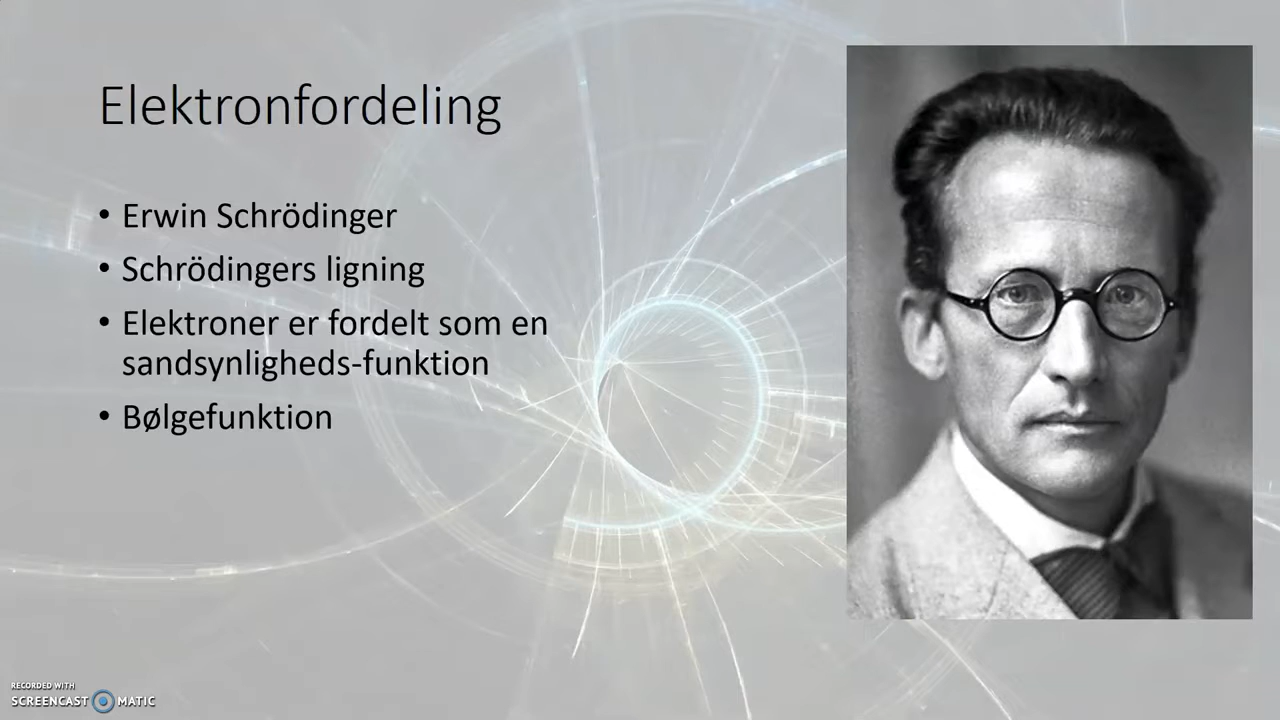 Elektronfordeling
• Erwin Schrödinger
• Schrödingers ligning
• Elektroner er fordelt som en
sandsynligheds-funktion
• Bølgefunktion
RECORDED WITH
SCREENCAST MATIC